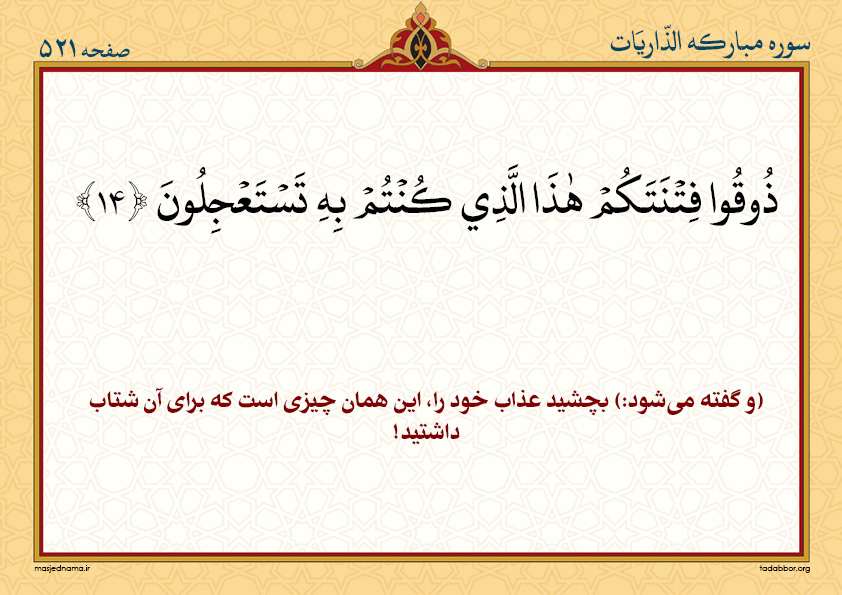 سوره مبارکه الذّاریَات
صفحه ۵۲۱
ذُوقُوا فِتْنَتَكُمْ هَٰذَا الَّذِي كُنْتُمْ بِهِ تَسْتَعْجِلُونَ ﴿۱۴﴾
(و گفته می‌شود:) بچشید عذاب خود را، این همان چیزی است که برای آن شتاب
داشتید!
masjednama.ir
tadabbor.org